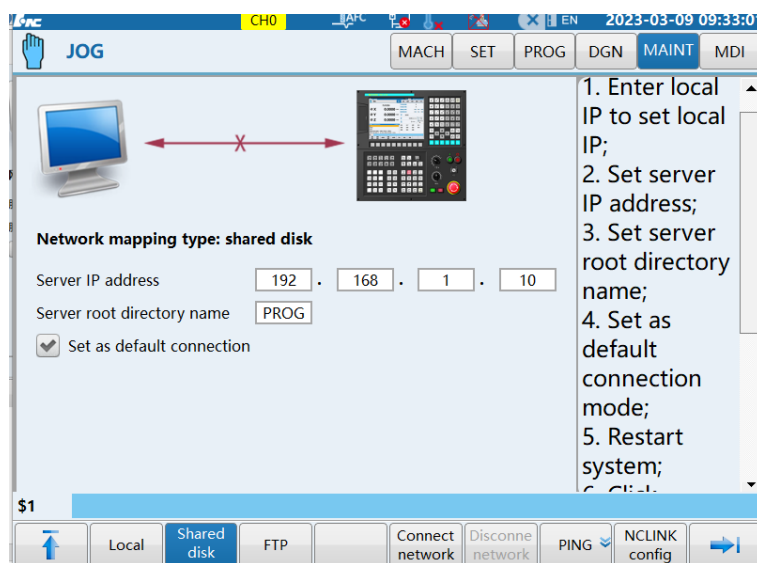 CH0 AFC EN 2023-03-09 09:33:0
JOG MACH SET PROG DGN MAINT MDI
1. Enter local
IP to set local
IP;
2. Set server
IP address;
3. Set server
root directory
name;
4. Set as
default
connection
mode;
5. Restart
system;
Network mapping type: shared disk
Server IP address 192 . 168 . 1 . 10
Server root directory name PROG
Set as default connection
$1
Local Shared disk FTP Connect network Disconne network PING NCLINK config